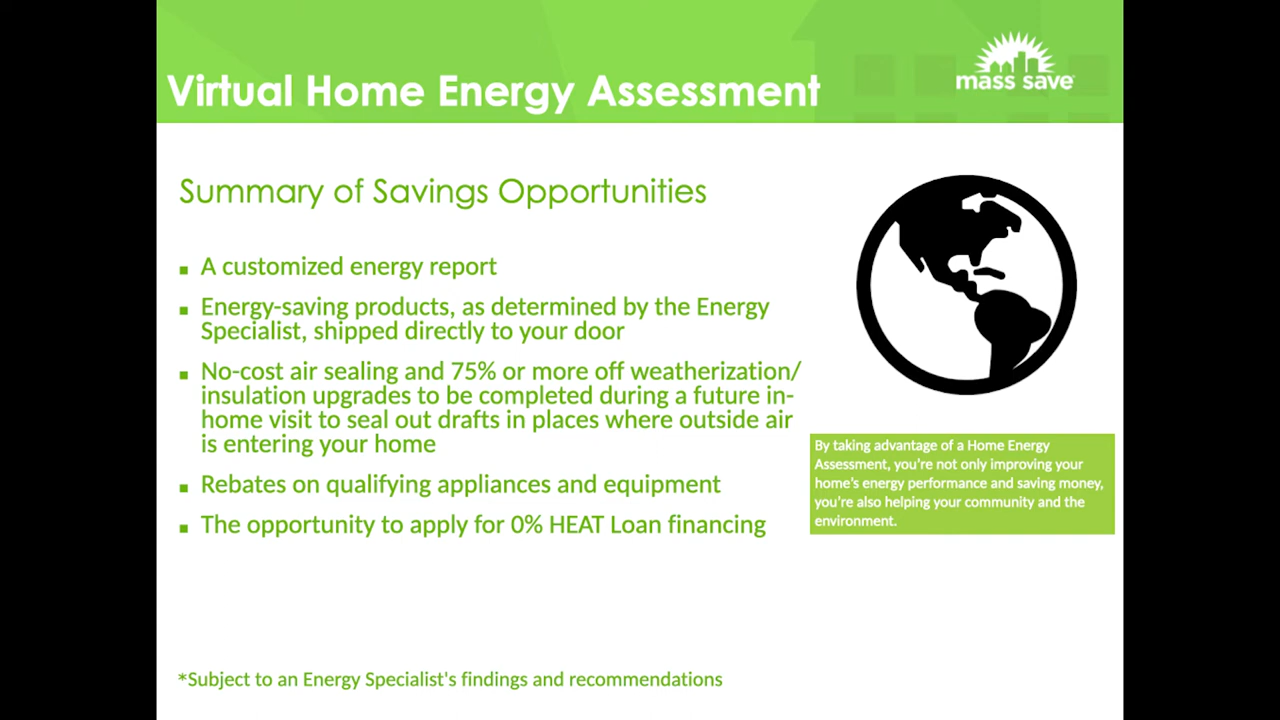 Virtual Home Energy Assessment
mass save
Summary of Savings Opportunities
▪ A customized energy report
▪ Energy-saving products, as determined by the Energy
Specialist, shipped directly to your door
▪ No-cost air sealing and 75% or more off weatherization/
insulation upgrades to be completed during a future in-
home visit to seal out drafts in places where outside air
is entering your home
▪ Rebates on qualifying appliances and equipment
▪ The opportunity to apply for 0% HEAT Loan financing
By taking advantage of a Home Energy
Assessment, you're not only improving your
home's energy performance and saving money,
you're also helping your community and the
environment.
*Subject to an Energy Specialist's findings and recommendations